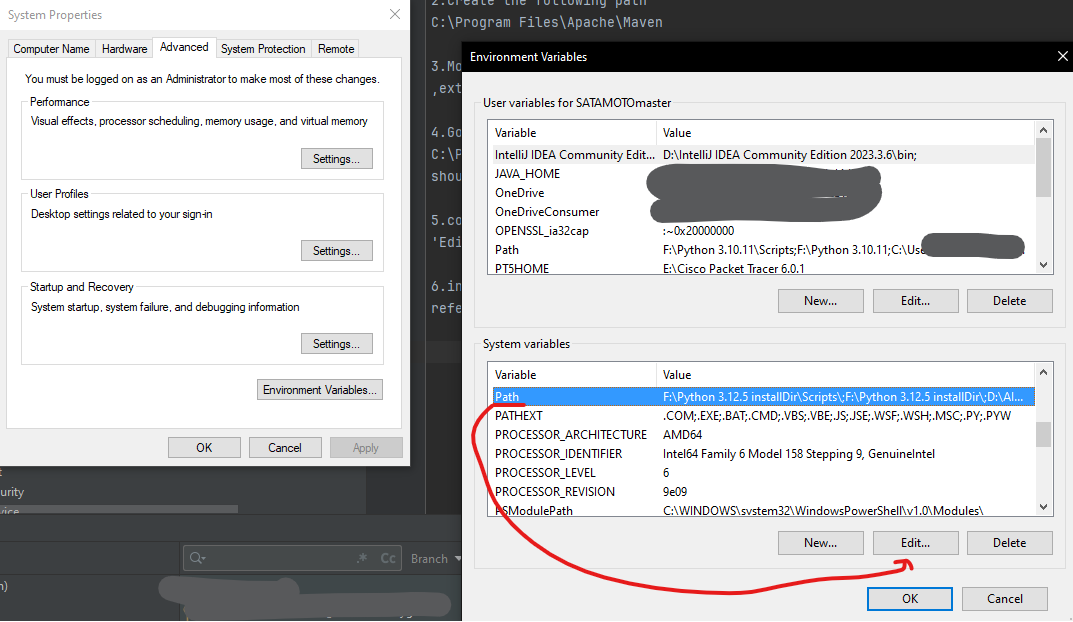 System Properties
Computer Name Hardware Advanced System Protection Remote
You must be logged on as an Administrator to make most of these changes.
Performance
Visual effects, processor scheduling, memory usage, and virtual memory
Settings...
User Profiles
Desktop settings related to your sign-in
Settings...
Startup and Recovery
System startup, system failure, and debugging information
Settings...
Environment Variables...
OK Cancel Apply
2.Create the following path
C:\Program Files\Apache\Maven
3.Mo
,ext
4.Go
C:\P
shou
5.co
'Edi
6.in
refe
Environment Variables
User variables for SATAMOTOmaster
Variable Value
IntelliJ IDEA Community Edit... D:\IntelliJ IDEA Community Edition 2023.3.6\bin;
JAVA_HOME
OneDrive
OneDriveConsumer
OPENSSL_ia32cap :~0x20000000
Path F:\Python 3.10.11\Scripts;F:\Python 3.10.11;C:\Use
PT5HOME E:\Cisco Packet Tracer 6.0.1
New... Edit... Delete
System variables
Variable Value
Path F:\Python 3.12.5 installDir\Scripts\;F:\Python 3.12.5 installDir\;D:\Al...
PATHEXT .COM;.EXE;.BAT;.CMD;.VBS;.VBE;.JS;.JSE;.WSF;.WSH;.MSC;.PY;.PYW
PROCESSOR_ARCHITECTURE AMD64
PROCESSOR_IDENTIFIER Intel64 Family 6 Model 158 Stepping 9, GenuineIntel
PROCESSOR_LEVEL 6
PROCESSOR_REVISION 9e09
PSModulePath C:\WINDOWS\system32\WindowsPowerShell\v1.0\Modules\
New... Edit... Delete
OK Cancel
urity
vice
.* Cc Branch
n)